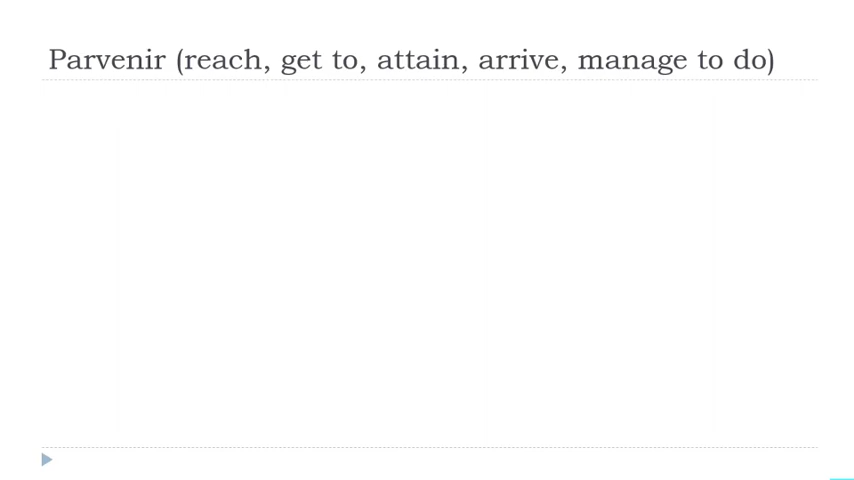 Parvenir (reach, get to, attain, arrive, manage to do)